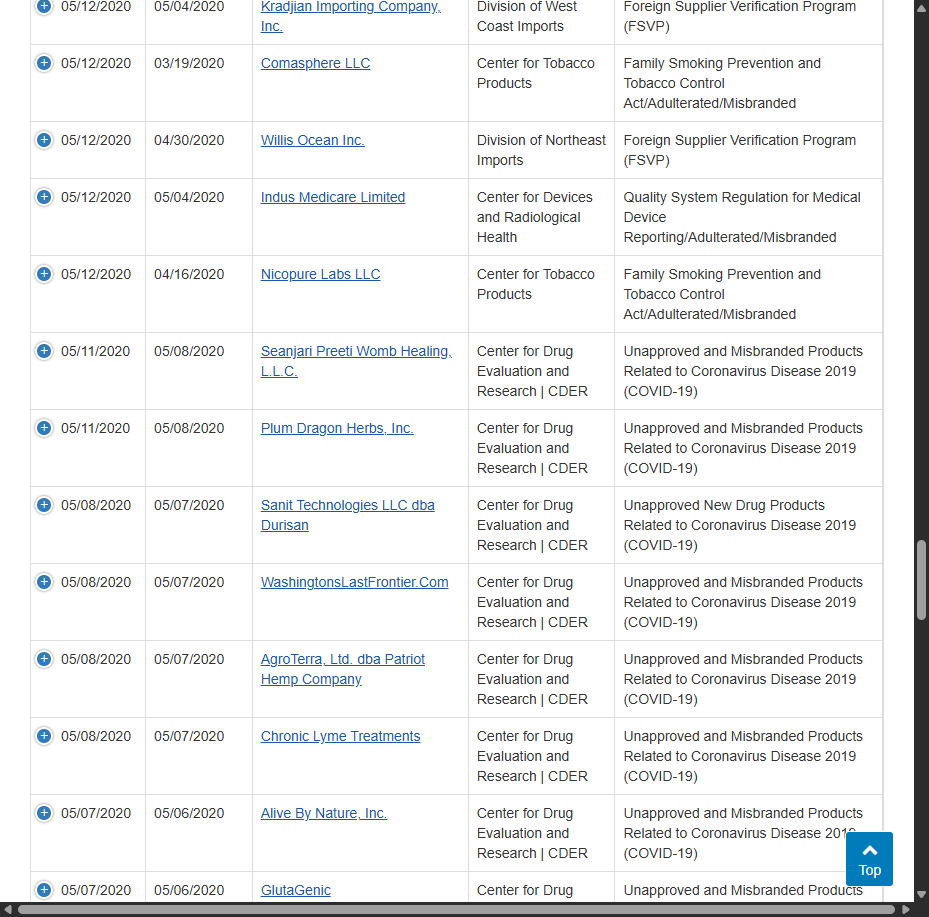 05/12/2020 05/04/2020 Kradjian Importing Company, Division of West Foreign Supplier Verification Program
Inc. Coast Imports (FSVP)
05/12/2020 03/19/2020 Comasphere LLC Center for Tobacco Family Smoking Prevention and
Products Tobacco Control
Act/Adulterated/Misbranded
05/12/2020 04/30/2020 Willis Ocean Inc. Division of Northeast Foreign Supplier Verification Program
Imports (FSVP)
05/12/2020 05/04/2020 Indus Medicare Limited Center for Devices Quality System Regulation for Medical
and Radiological Device
Health Reporting/Adulterated/Misbranded
05/12/2020 04/16/2020 Nicopure Labs LLC Center for Tobacco Family Smoking Prevention and
Products Tobacco Control
Act/Adulterated/Misbranded
05/11/2020 05/08/2020 Seanjari Preeti Womb Healing, Center for Drug Unapproved and Misbranded Products
L.L.C. Evaluation and Related to Coronavirus Disease 2019
Research | CDER (COVID-19)
05/11/2020 05/08/2020 Plum Dragon Herbs, Inc. Center for Drug Unapproved and Misbranded Products
Evaluation and Related to Coronavirus Disease 2019
Research | CDER (COVID-19)
05/08/2020 05/07/2020 Sanit Technologies LLC dba Center for Drug Unapproved New Drug Products
Durisan Evaluation and Related to Coronavirus Disease 2019
Research | CDER (COVID-19)
05/08/2020 05/07/2020 WashingtonsLastFrontier.Com Center for Drug Unapproved and Misbranded Products
Evaluation and Related to Coronavirus Disease 2019
Research | CDER (COVID-19)
05/08/2020 05/07/2020 AgroTerra, Ltd. dba Patriot Center for Drug Unapproved and Misbranded Products
Hemp Company Evaluation and Related to Coronavirus Disease 2019
Research | CDER (COVID-19)
05/08/2020 05/07/2020 Chronic Lyme Treatments Center for Drug Unapproved and Misbranded Products
Evaluation and Related to Coronavirus Disease 2019
Research | CDER (COVID-19)
05/07/2020 05/06/2020 Alive By Nature, Inc. Center for Drug Unapproved and Misbranded Products
Evaluation and Related to Coronavirus Disease 2019
Research | CDER (COVID-19)
Top
05/07/2020 05/06/2020 GlutaGenic Center for Drug Unapproved and Misbranded Products